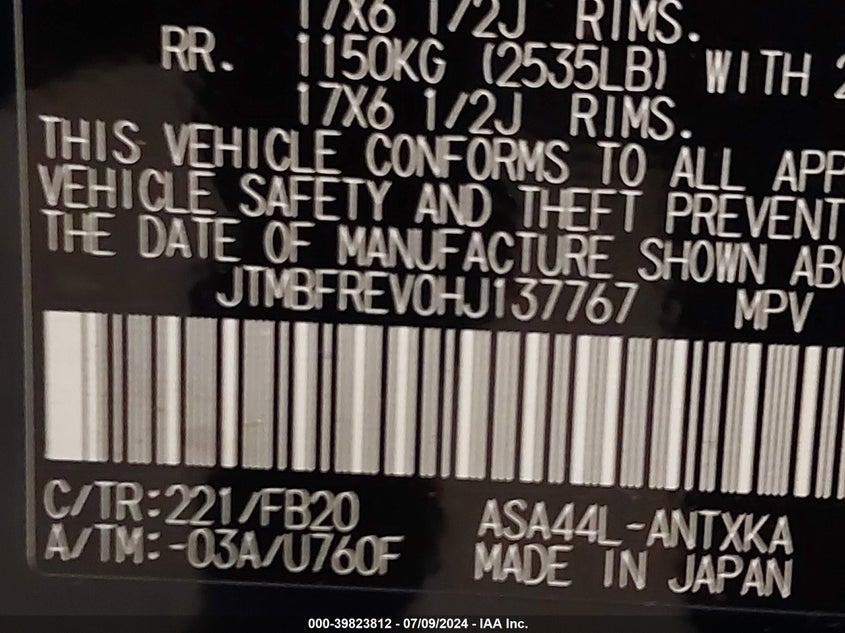 17X6 1/2J RIMS.
RR. 1150KG (2535LB) WITH
17X6 1/2J RIMS.
THIS VEHICLE CONFORMS TO ALL APP
VEHICLE SAFETY AND THEFT PREVENT
THE DATE OF MANUFACTURE SHOWN ABO
JTMBFREV0HJ137767 MPV
C/TR:221/FB20 ASA44L-ANTXKA
A/TM:-03A/U760F MADE IN JAPAN
000-39823812 - 07/09/2024 - IAA Inc.